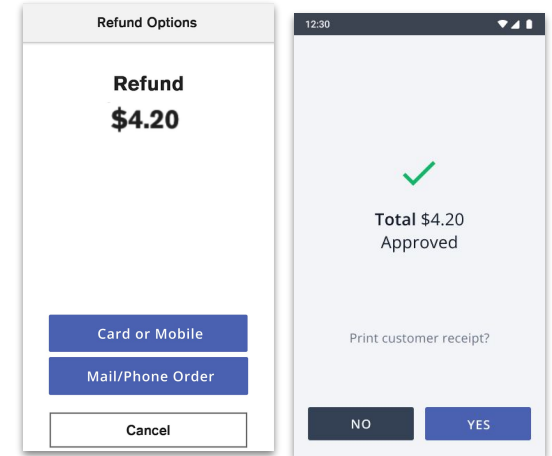 Refund Options
Refund
$4.20
Card or Mobile
Mail/Phone Order
Cancel
12:30
Total $4.20
Approved
Print customer receipt?
NO YES